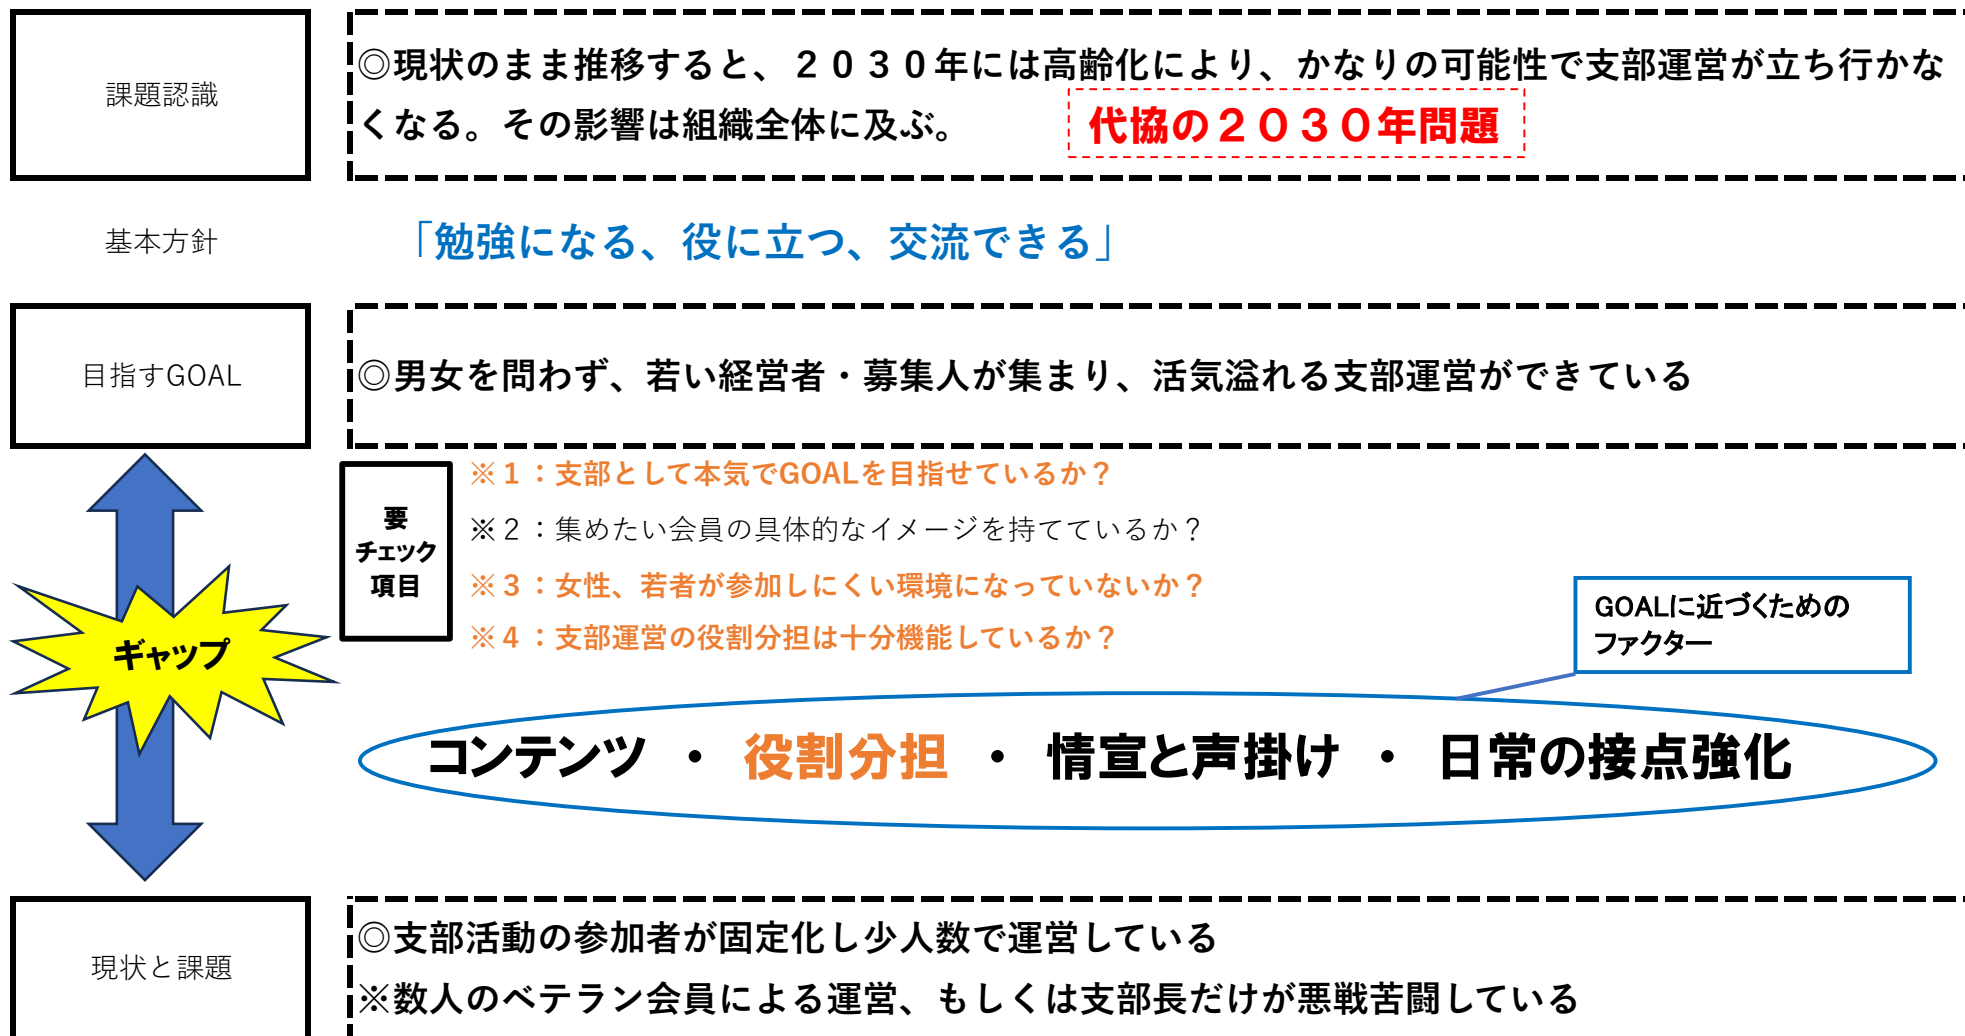 課題認識
◎現状のまま推移すると、２０３０年には高齢化により、かなりの可能性で支部運営が立ち行かな
くなる。その影響は組織全体に及ぶ。
代協の２０３０年問題
基本方針
「勉強になる、役に立つ、交流できる」
目指すGOAL
◎男女を問わず、若い経営者・募集人が集まり、活気溢れる支部運営ができている
要
チェック
項目
※１：支部として本気でGOALを目指せているか？
※２：集めたい会員の具体的なイメージを持てているか？
※３：女性、若者が参加しにくい環境になっていないか？
※４：支部運営の役割分担は十分機能しているか？
ギャップ
GOALに近づくための
ファクター
コンテンツ ・ 役割分担 ・ 情宣と声掛け ・ 日常の接点強化
現状と課題
◎支部活動の参加者が固定化し少人数で運営している
※数人のベテラン会員による運営、もしくは支部長だけが悪戦苦闘している